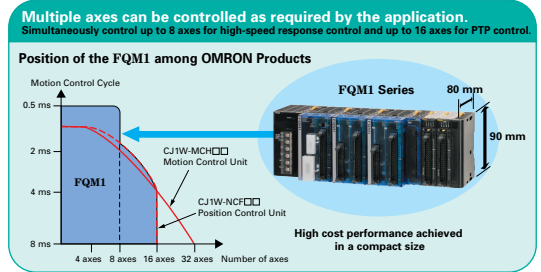 Multiple axes can be controlled as required by the application.
Simultaneously control up to 8 axes for high-speed response control and up to 16 axes for PTP control.
Position of the FQM1 among OMRON Products
Motion Control Cycle
0.5 ms
2 ms
4 ms
8 ms
FQM1
CJ1W-MCH□□
Motion Control Unit
CJ1W-NCF□□
Position Control Unit
4 axes 8 axes 16 axes 32 axes Number of axes
FQM1 Series
80 mm
90 mm
High cost performance achieved
in a compact size